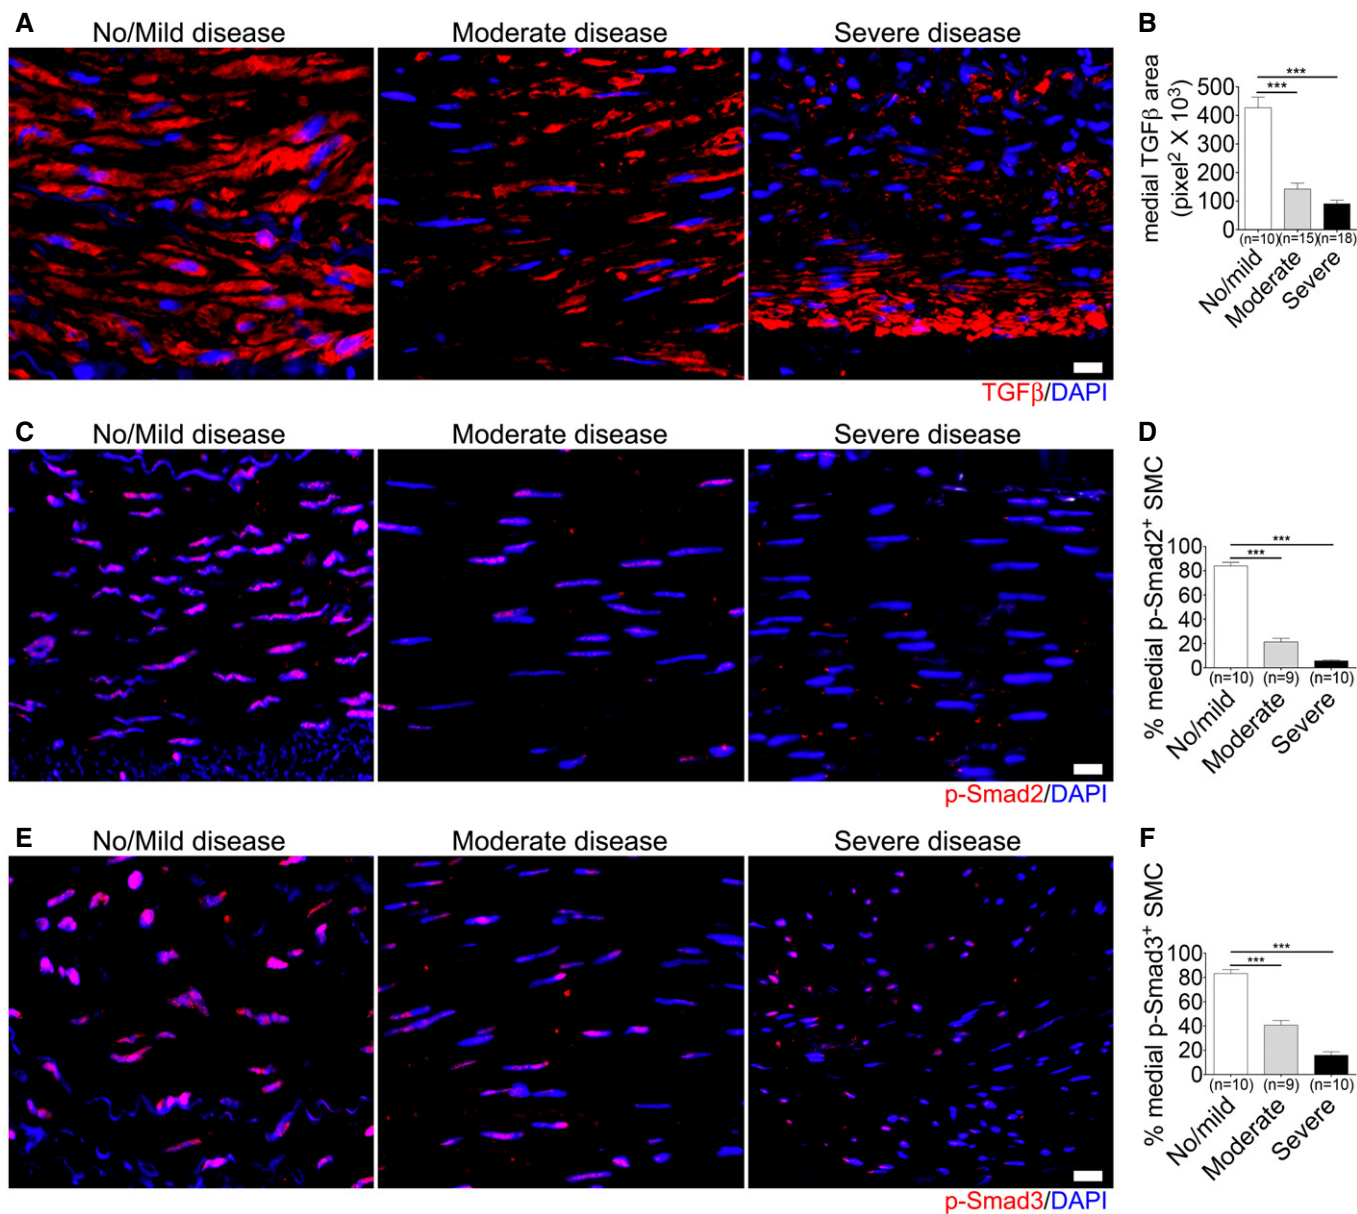 A
No/Mild disease
Moderate disease
Severe disease
TGFβ/DAPI
B
medial TGFβ area
(pixel² X 10³)
500
400
300
200
100
0
***
***
(n=10)
(n=15)
(n=18)
No/mild
Moderate
Severe
C
No/Mild disease
Moderate disease
Severe disease
p-Smad2/DAPI
D
% medial p-Smad2⁺ SMC
100
80
60
40
20
0
***
***
(n=10)
(n=9)
(n=10)
No/mild
Moderate
Severe
E
No/Mild disease
Moderate disease
Severe disease
p-Smad3/DAPI
F
% medial p-Smad3⁺ SMC
100
80
60
40
20
0
***
***
(n=10)
(n=9)
(n=10)
No/mild
Moderate
Severe